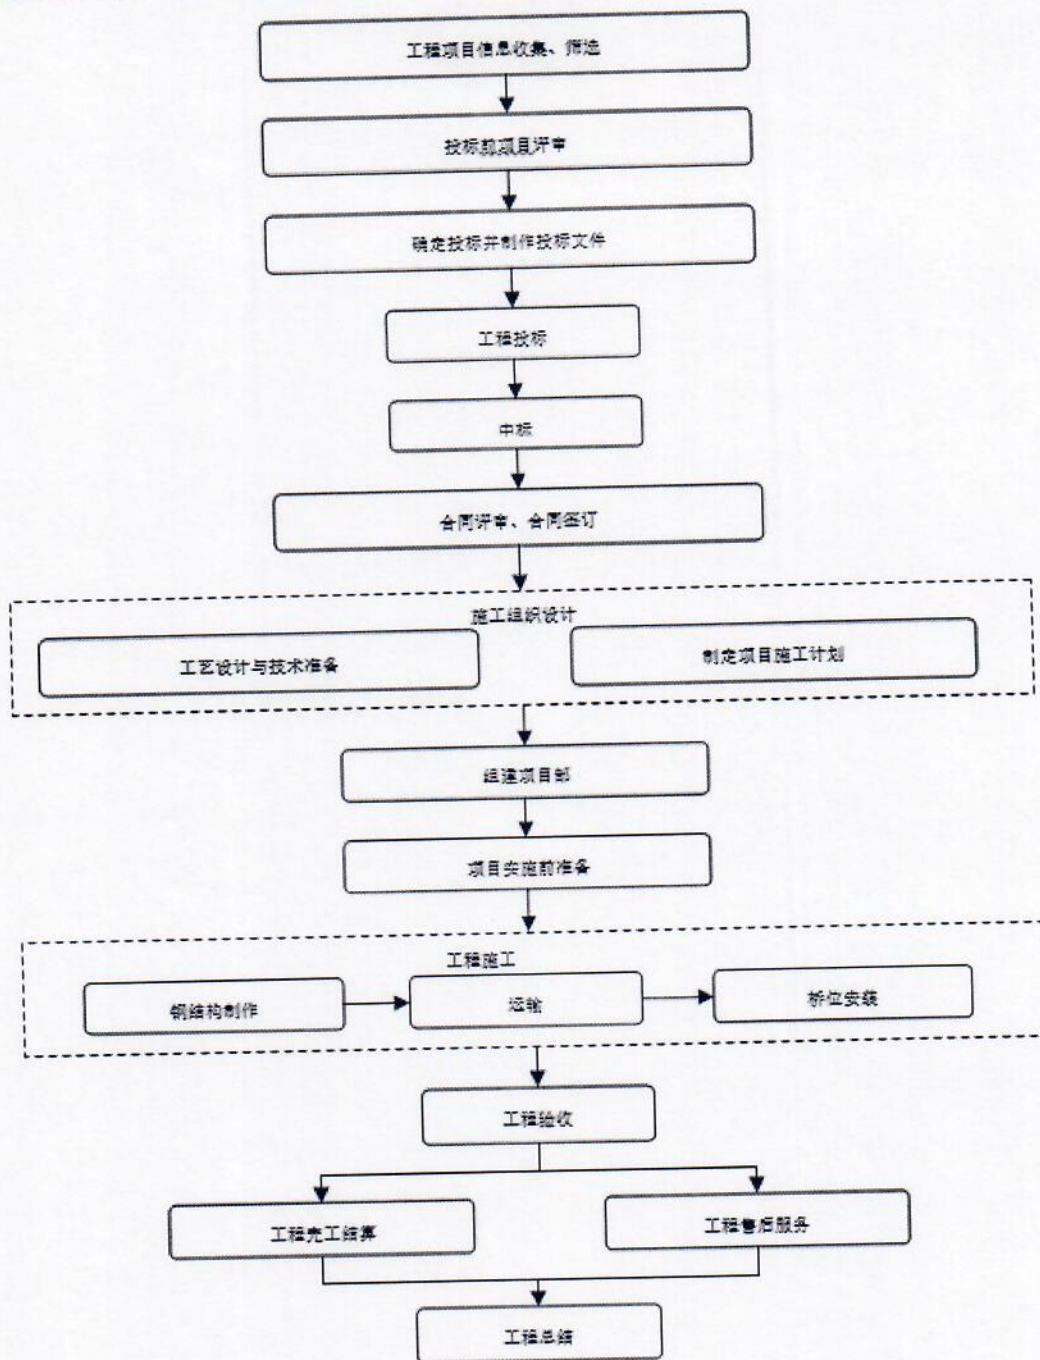 工程项目信息收集、筛选
投标前项目评审
确定投标并制作投标文件
工程投标
中标
合同评审、合同签订
施工组织设计
工艺设计与技术准备
制定项目施工计划
组建项目部
项目实施前准备
工程施工
钢结构制作
运输
桥位安装
工程验收
工程完工结算
工程售后服务
工程总结